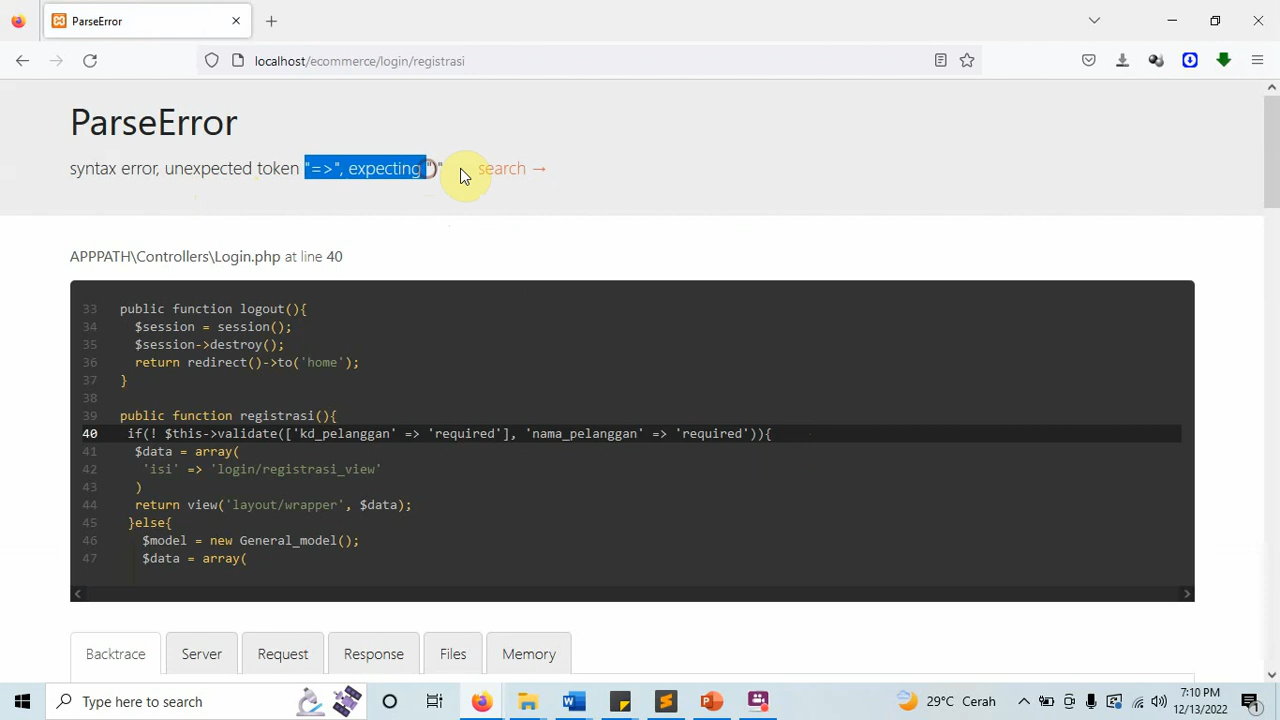 ParseError
localhost/ecommerce/login/registrasi
ParseError
syntax error, unexpected token "=>", expecting ")" search →
APPPATH\Controllers\Login.php at line 40
33 public function logout(){
34 $session = session();
35 $session->destroy();
36 return redirect()->to('home');
37 }
38
39 public function registrasi(){
40 if(! $this->validate(['kd_pelanggan' => 'required'], 'nama_pelanggan' => 'required')){
41 $data = array(
42 'isi' => 'login/registrasi_view'
43 )
44 return view('layout/wrapper', $data);
45 }else{
46 $model = new General_model();
47 $data = array(
Backtrace Server Request Response Files Memory
Type here to search
29°C Cerah
7:10 PM
12/13/2022